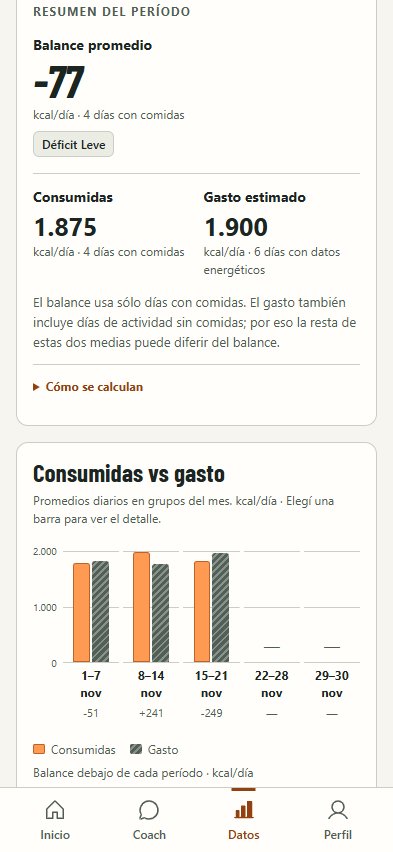 RESUMEN DEL PERÍODO
Balance promedio
-77
kcal/día · 4 días con comidas
Déficit Leve
Consumidas
1.875
kcal/día · 4 días con comidas
Gasto estimado
1.900
kcal/día · 6 días con datos
energéticos
El balance usa sólo días con comidas. El gasto también
incluye días de actividad sin comidas; por eso la resta de
estas dos medias puede diferir del balance.
Cómo se calculan
Consumidas vs gasto
Promedios diarios en grupos del mes. kcal/día · Elegí una
barra para ver el detalle.
2.000
1.000
0
— —
1–7 8–14 15–21 22–28 29–30
nov nov nov nov nov
-51 +241 -249 — —
Consumidas Gasto
Balance debajo de cada período · kcal/día
Inicio Coach Datos Perfil